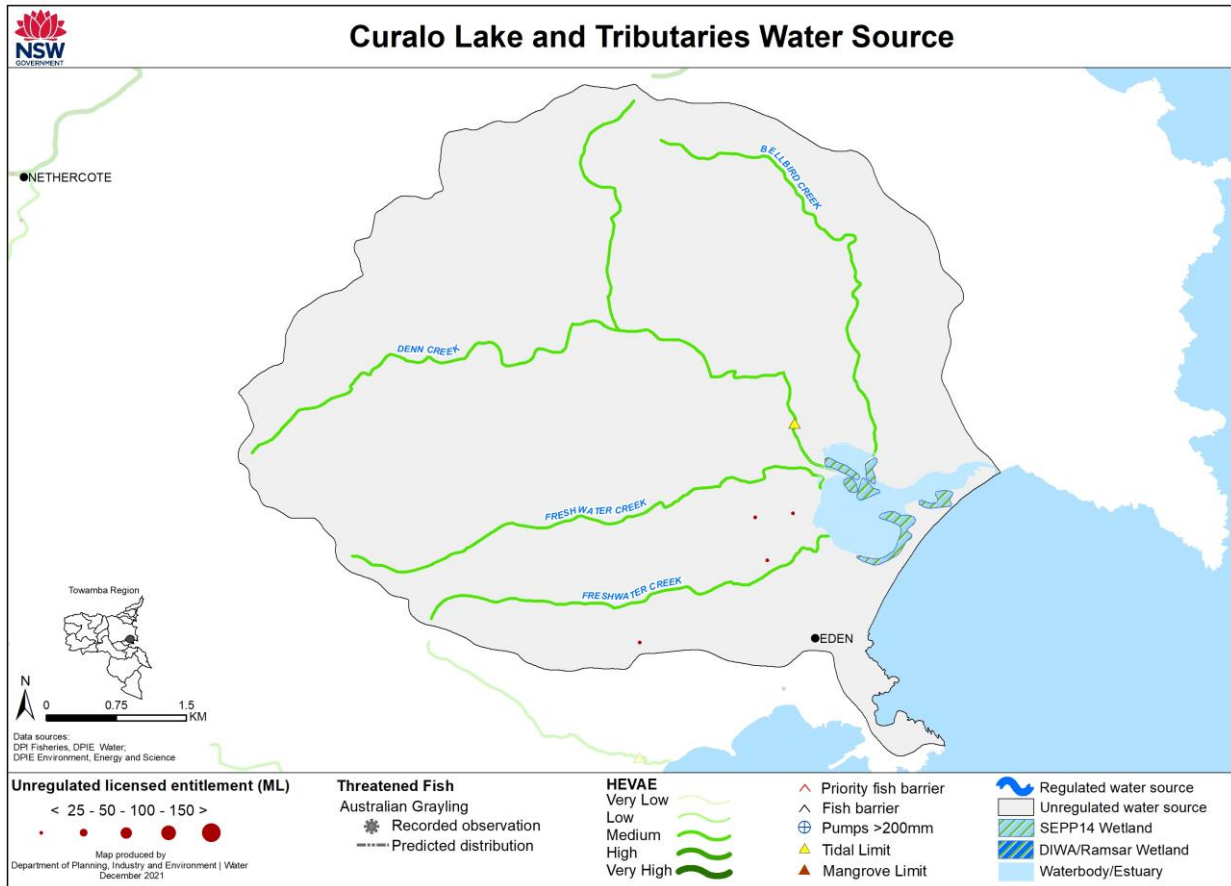 NSW
GOVERNMENT
Curalo Lake and Tributaries Water Source
NETHERCOTE
BELLBIRD CREEK
DENN CREEK
FRESHWATER CREEK
FRESHWATER CREEK
EDEN
Towamba Region
N
0 0.75 1.5
KM
Data sources:
DPI Fisheries, DPIE Water;
DPIE Environment, Energy and Science
Unregulated licensed entitlement (ML)
< 25 - 50 - 100 - 150 >
Map produced by
Department of Planning, Industry and Environment | Water
December 2021
Threatened Fish
Australian Grayling
Recorded observation
Predicted distribution
HEVAE
Very Low
Low
Medium
High
Very High
Priority fish barrier
Fish barrier
Pumps >200mm
Tidal Limit
Mangrove Limit
Regulated water source
Unregulated water source
SEPP14 Wetland
DIWA/Ramsar Wetland
Waterbody/Estuary